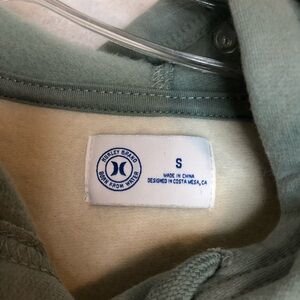 HURLEY BRAND
BORN FROM WATER
S
MADE IN CHINA
DESIGNED IN COSTA MESA, CA